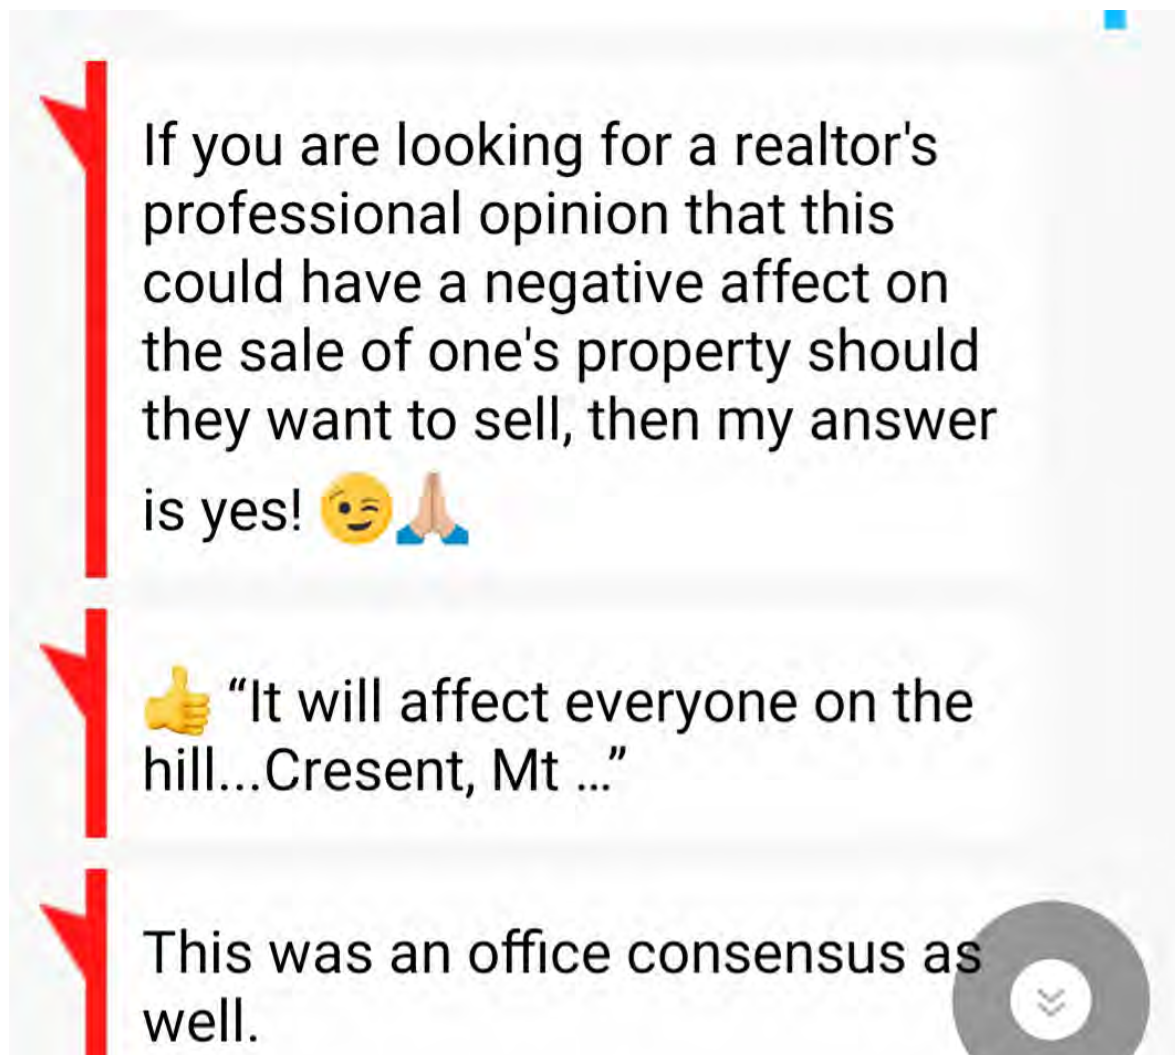 If you are looking for a realtor's
professional opinion that this
could have a negative affect on
the sale of one's property should
they want to sell, then my answer
is yes! 😉🙏🏼
👍 “It will affect everyone on the
hill...Cresent, Mt ...”
This was an office consensus as
well.